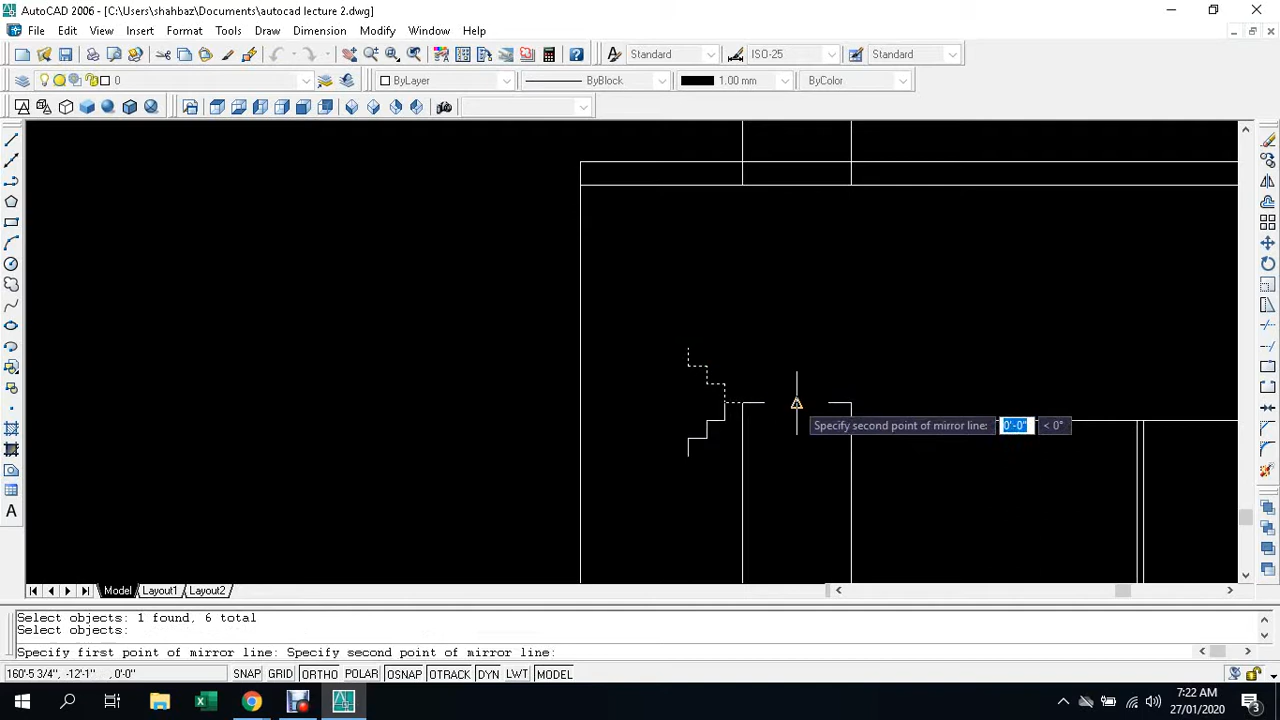 AutoCAD 2006 - [C:\Users\shahbaz\Documents\autocad lecture 2.dwg]
File Edit View Insert Format Tools Draw Dimension Modify Window Help
Standard ISO-25 Standard
0 ByLayer ByBlock 1.00 mm ByColor
Specify second point of mirror line: 0'-0" < 0°
A
Model Layout1 Layout2
Select objects: 1 found, 6 total
Select objects:
Specify first point of mirror line: Specify second point of mirror line:
160'-5 3/4", -12'-1" , 0'-0" SNAP GRID ORTHO POLAR OSNAP OTRACK DYN LWT MODEL
7:22 AM
27/01/2020
3